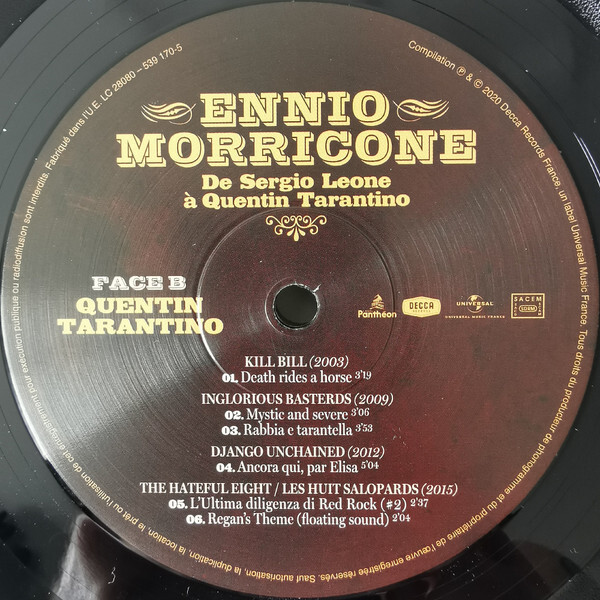 ENNIO
MORRICONE
De Sergio Leone
à Quentin Tarantino
FACE B
QUENTIN
TARANTINO
Panthéon
DECCA
RECORDS
UNIVERSAL
UNIVERSAL MUSIC FRANCE
SACEM
SDRM
KILL BILL (2003)
01. Death rides a horse 3'19
INGLORIOUS BASTERDS (2009)
02. Mystic and severe 3'06
03. Rabbia e tarantella 3'53
DJANGO UNCHAINED (2012)
04. Ancora qui, par Elisa 5'04
THE HATEFUL EIGHT / LES HUIT SALOPARDS (2015)
05. L'Ultima diligenza di Red Rock (#2) 2'37
06. Regan's Theme (floating sound) 2'04
Compilation ℗ & © 2020 Decca Records France, un label Universal Music France. Tous droits du producteur de phonogramme et du propriétaire de l'œuvre enregistrée réservés. Sauf autorisation, la duplication, la location, le prêt ou l'utilisation de cet enregistrement pour exécution publique ou radiodiffusion sont interdits. Fabriqué dans l'U.E. LC 28080 – 539 170-5